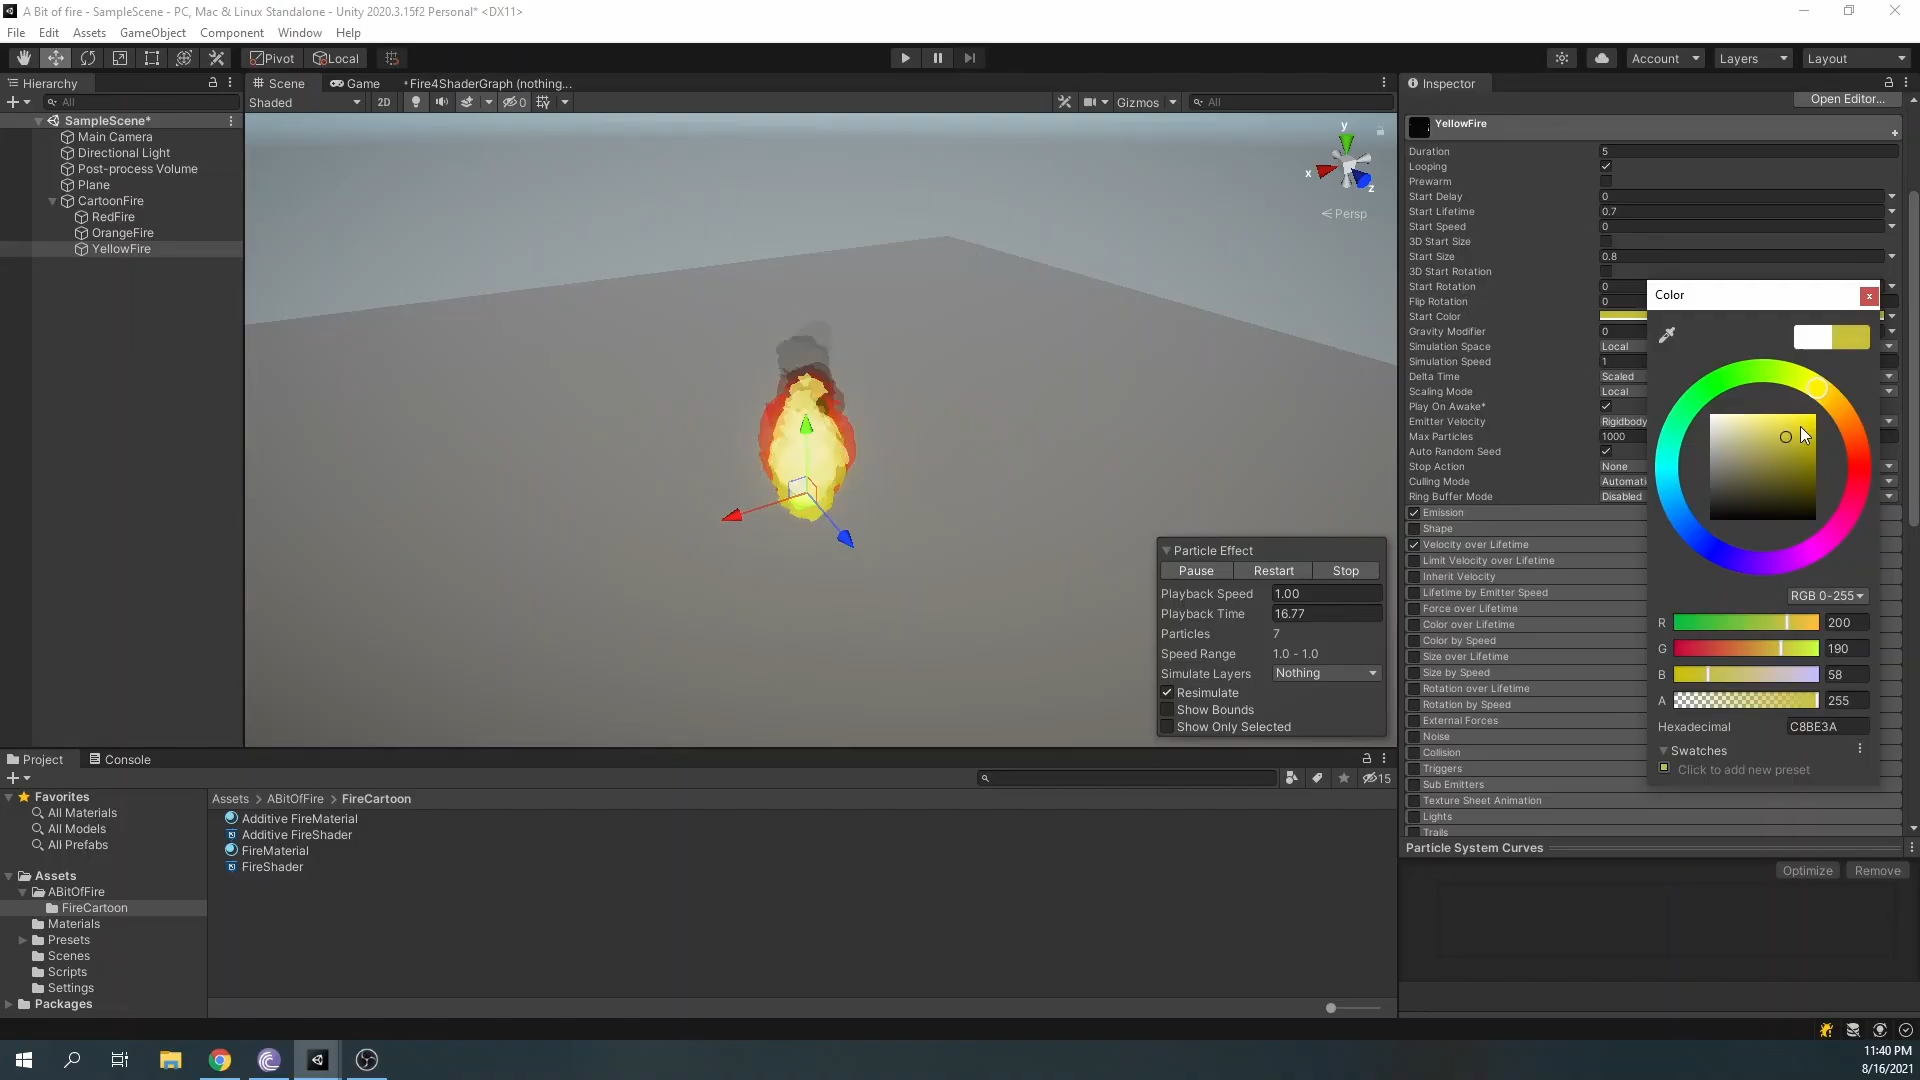 A Bit of fire - SampleScene - PC, Mac & Linux Standalone - Unity 2020.3.15f2 Personal* <DX11>
File Edit Assets GameObject Component Window Help
Pivot Local Account Layers Layout
Hierarchy
All
SampleScene*
Main Camera
Directional Light
Post-process Volume
Plane
CartoonFire
RedFire
OrangeFire
YellowFire
Scene Game *Fire4ShaderGraph (nothing...
Shaded 2D 0 Gizmos All
y
x
z
Persp
Particle Effect
Pause Restart Stop
Playback Speed 1.00
Playback Time 16.77
Particles 7
Speed Range 1.0 - 1.0
Simulate Layers Nothing
Resimulate
Show Bounds
Show Only Selected
Inspector
Open Editor...
YellowFire
Duration 5
Looping
Prewarm
Start Delay 0
Start Lifetime 0.7
Start Speed 0
3D Start Size
Start Size 0.8
3D Start Rotation
Start Rotation 0
Flip Rotation 0
Start Color
Gravity Modifier 0
Simulation Space Local
Simulation Speed 1
Delta Time Scaled
Scaling Mode Local
Play On Awake*
Emitter Velocity Rigidbody
Max Particles 1000
Auto Random Seed
Stop Action None
Culling Mode Automati
Ring Buffer Mode Disabled
Emission
Shape
Velocity over Lifetime
Limit Velocity over Lifetime
Inherit Velocity
Lifetime by Emitter Speed
Force over Lifetime
Color over Lifetime
Color by Speed
Size over Lifetime
Size by Speed
Rotation over Lifetime
Rotation by Speed
External Forces
Noise
Collision
Triggers
Sub Emitters
Texture Sheet Animation
Lights
Trails
Particle System Curves
Optimize Remove
Color
x
RGB 0-255
R 200
G 190
B 58
A 255
Hexadecimal C8BE3A
Swatches
Click to add new preset
Project Console
15
Favorites
All Materials
All Models
All Prefabs
Assets
ABitOfFire
FireCartoon
Materials
Presets
Scenes
Scripts
Settings
Packages
Assets > ABitOfFire > FireCartoon
Additive FireMaterial
Additive FireShader
FireMaterial
FireShader
11:40 PM
8/16/2021